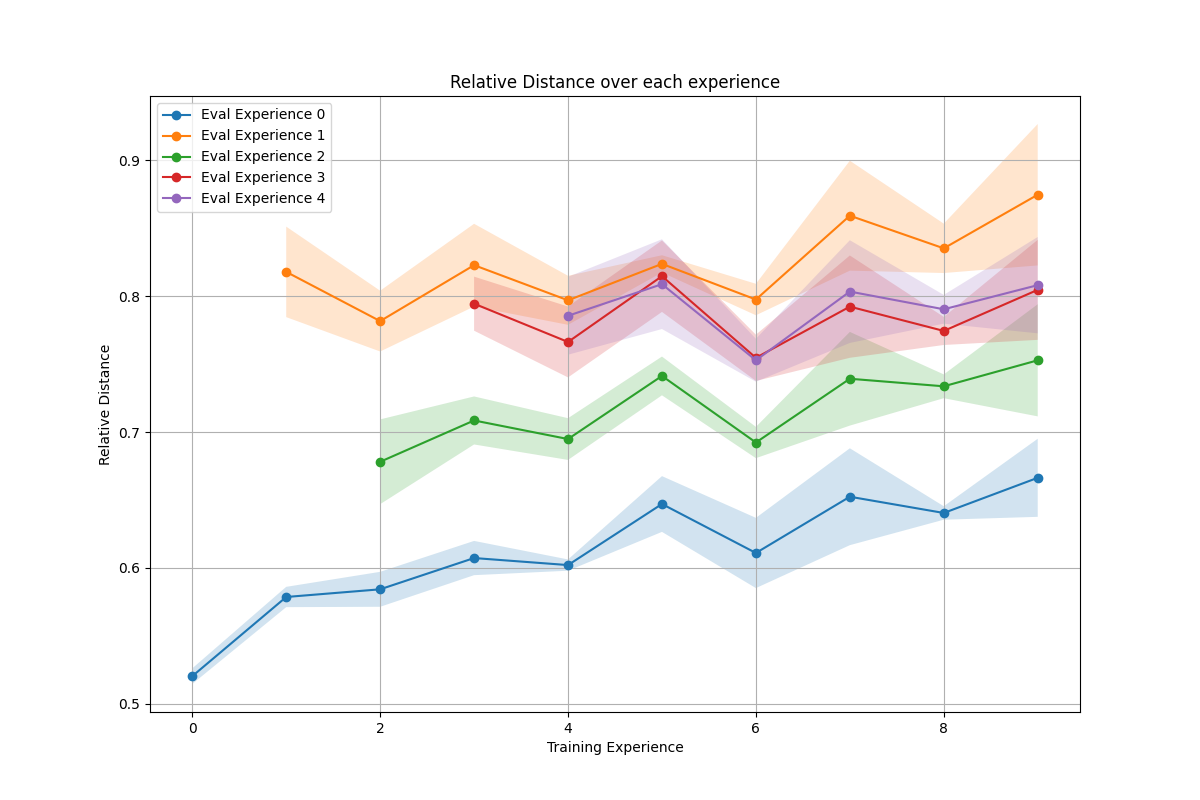 Relative Distance over each experience
Eval Experience 0
Eval Experience 1
Eval Experience 2
Eval Experience 3
Eval Experience 4
0.9
0.8
0.7
0.6
0.5
Relative Distance
0 2 4 6 8
Training Experience